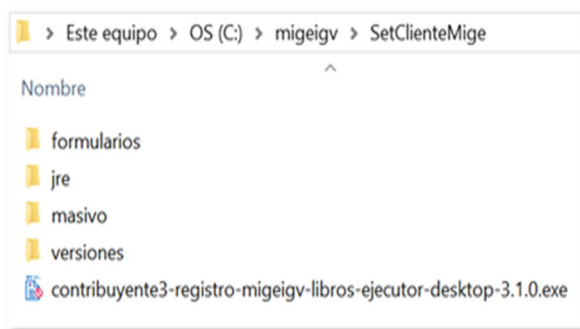 Este equipo > OS (C:) > migeigv > SetClienteMige
Nombre
formularios
jre
masivo
versiones
contribuyente3-registro-migeigv-libros-ejecutor-desktop-3.1.0.exe